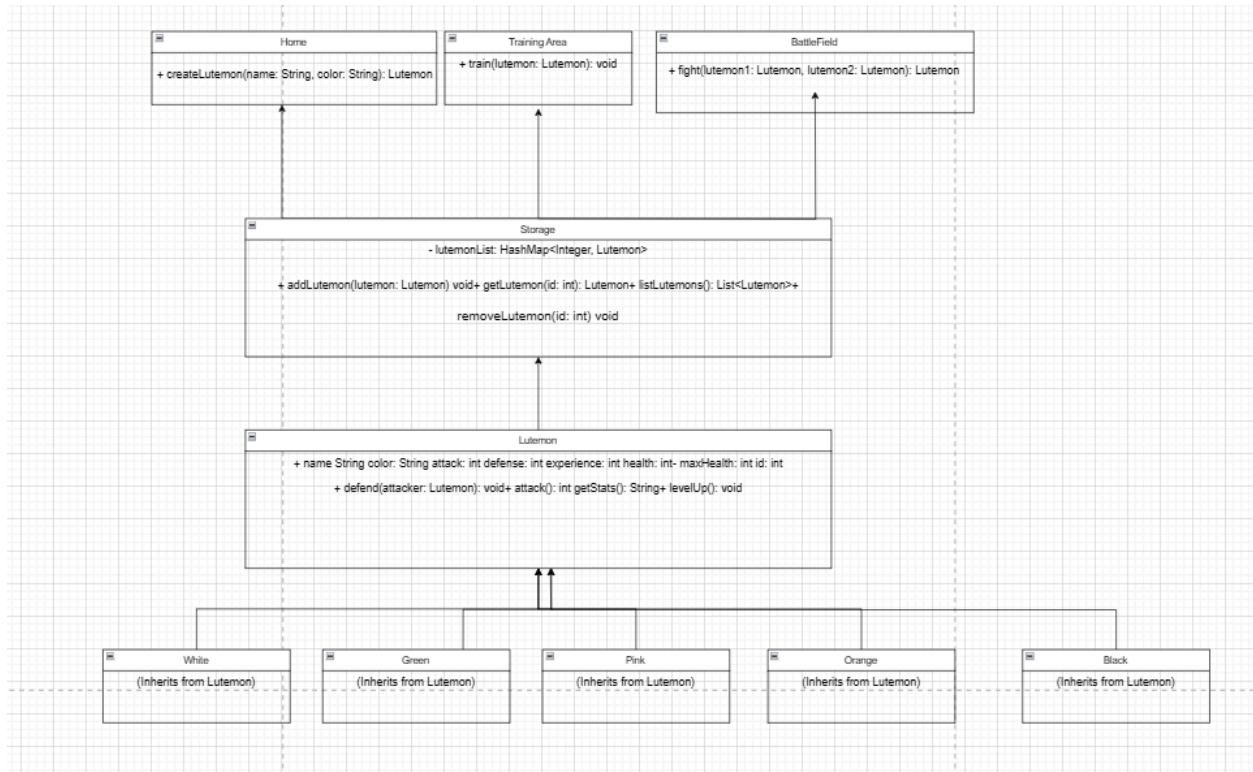 Home
+ createLutemon(name: String, color: String): Lutemon
Training Area
+ train(lutemon: Lutemon): void
BattleField
+ fight(lutemon1: Lutemon, lutemon2: Lutemon): Lutemon
Storage
- lutemonList: HashMap<Integer, Lutemon>
+ addLutemon(lutemon: Lutemon) void+ getLutemon(id: int): Lutemon+ listLutemons(): List<Lutemon>+
removeLutemon(id: int) void
Lutemon
+ name String color: String attack: int defense: int experience: int health: int- maxHealth: int id: int
+ defend(attacker: Lutemon): void+ attack(): int getStats(): String+ levelUp(): void
White
(Inherits from Lutemon)
Green
(Inherits from Lutemon)
Pink
(Inherits from Lutemon)
Orange
(Inherits from Lutemon)
Black
(Inherits from Lutemon)